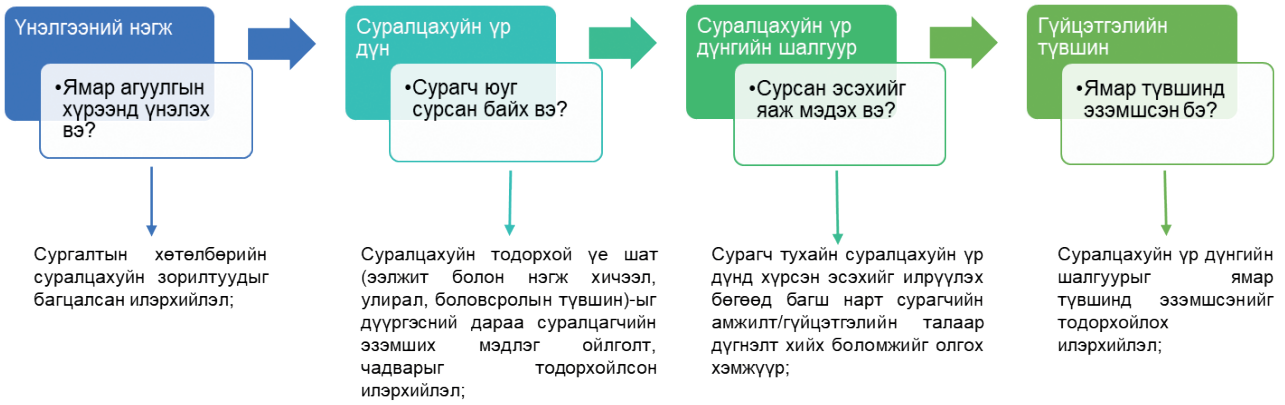 Үнэлгээний нэгж
•Ямар агуулгын
хүрээнд үнэлэх
вэ?
Сургалтын хөтөлбөрийн
суралцахуйн зорилтуудыг
багцалсан илэрхийлэл;
Суралцахуйн үр
дүн
•Сурагч юуг
сурсан байх вэ?
Суралцахуйн тодорхой үе шат
(ээлжит болон нэгж хичээл,
улирал, боловсролын түвшин)-ыг
дүүргэсний дараа суралцагчийн
эзэмших мэдлэг ойлголт,
чадварыг тодорхойлсон
илэрхийлэл;
Суралцахуйн үр
дүнгийн шалгуур
•Сурсан эсэхийг
яаж мэдэх вэ?
Сурагч тухайн суралцахуйн үр
дүнд хүрсэн эсэхийг илрүүлэх
бөгөөд багш нарт сурагчийн
амжилт/гүйцэтгэлийн талаар
дүгнэлт хийх боломжийг олгох
хэмжүүр;
Гүйцэтгэлийн
түвшин
•Ямар түвшинд
эзэмшсэн бэ?
Суралцахуйн үр дүнгийн
шалгуурыг ямар
түвшинд эзэмшсэнийг
тодорхойлох
илэрхийлэл;